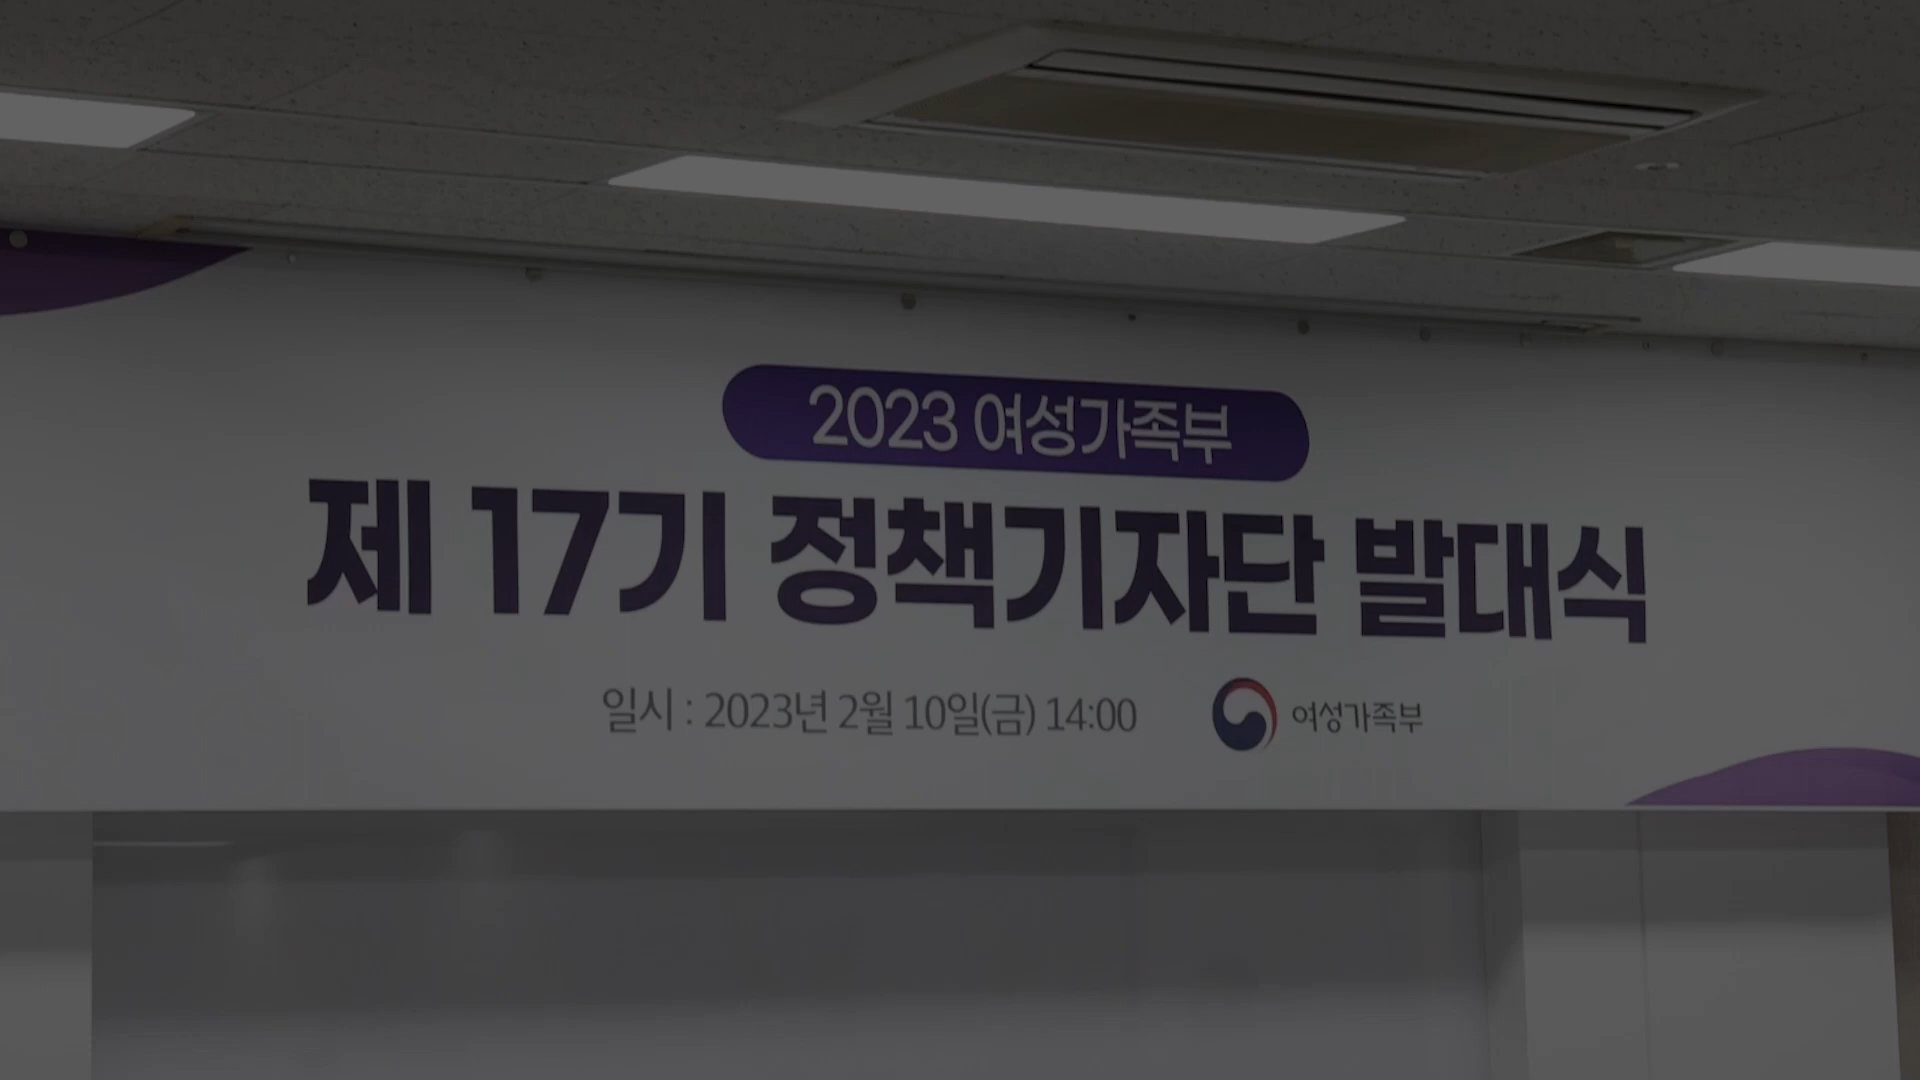 2023 여성가족부
제 17기 정책기자단 발대식
일시 : 2023년 2월 10일(금) 14:00
여성가족부